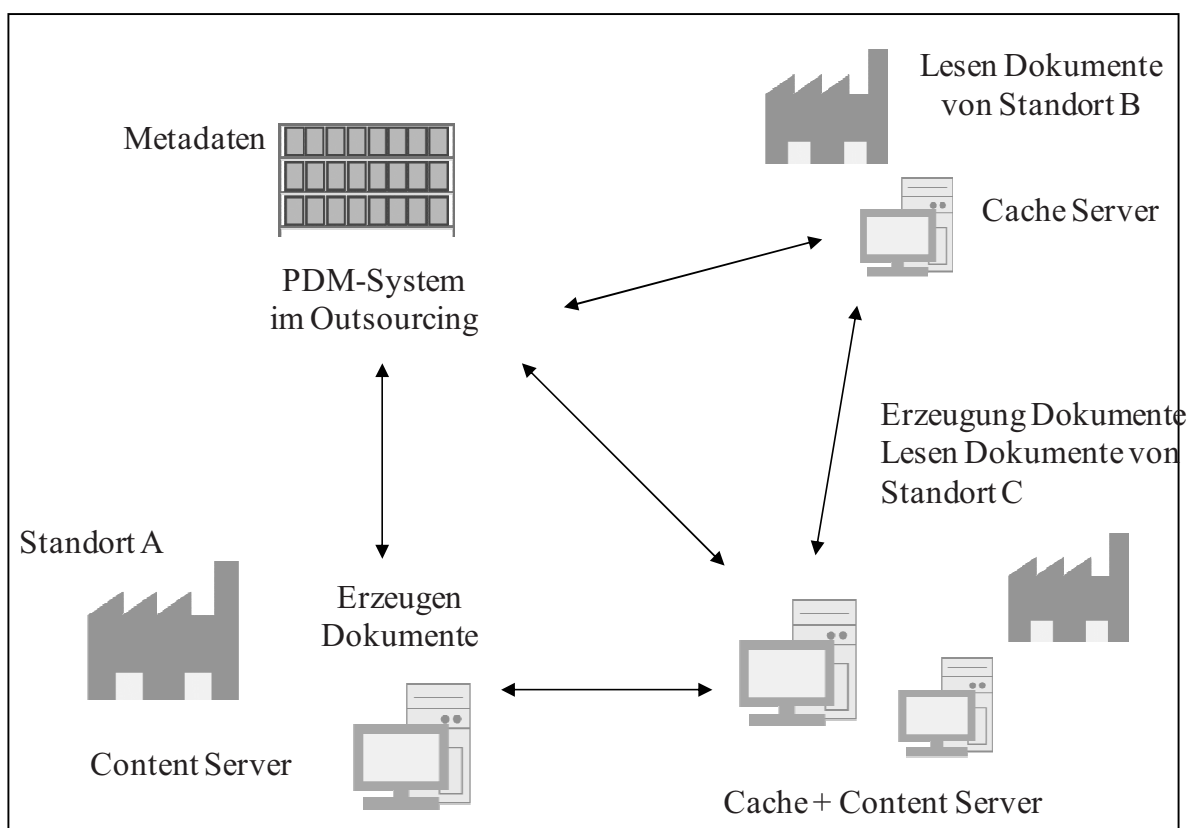 Metadaten
PDM-System
im Outsourcing
Lesen Dokumente
von Standort B
Cache Server
Erzeugung Dokumente
Lesen Dokumente von
Standort C
Standort A
Erzeugen
Dokumente
Content Server
Cache + Content Server